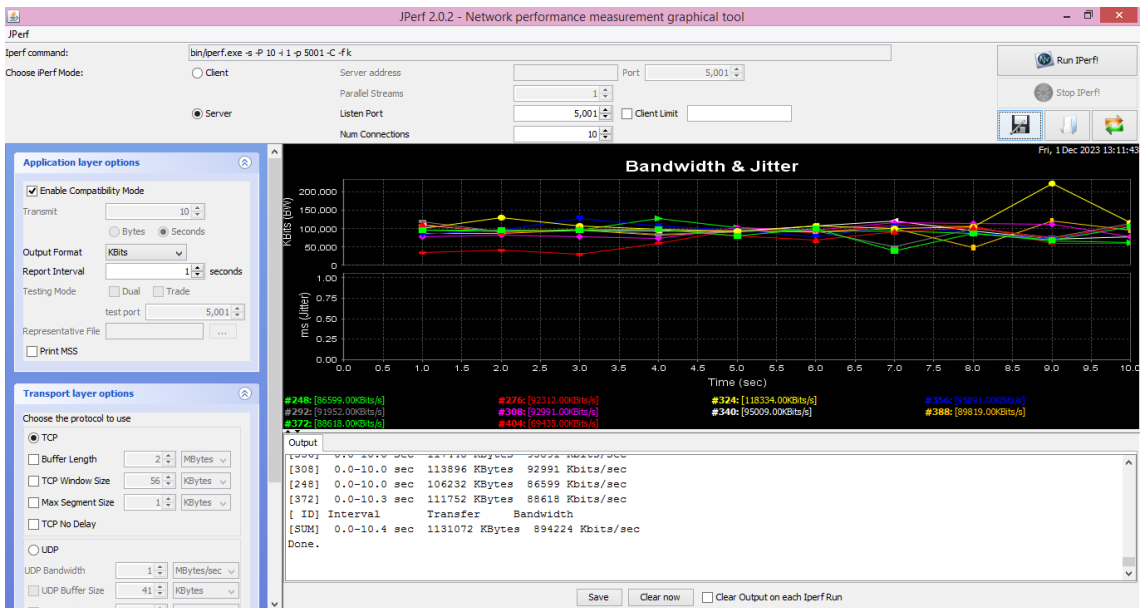 JPerf 2.0.2 - Network performance measurement graphical tool
JPerf
Iperf command: bin/iperf.exe -s -P 10 -i 1 -p 5001 -C -f k
Choose iPerf Mode: Client Server address Port 5,001
Parallel Streams 1
Server Listen Port 5,001 Client Limit
Num Connections 10
Run IPerf!
Stop IPerf!
Application layer options
Enable Compatibility Mode
Transmit 10
Bytes Seconds
Output Format KBits
Report Interval 1 seconds
Testing Mode Dual Trade
test port 5,001
Representative File ...
Print MSS
Transport layer options
Choose the protocol to use
TCP
Buffer Length 2 MBytes
TCP Window Size 56 KBytes
Max Segment Size 1 KBytes
TCP No Delay
UDP
UDP Bandwidth 1 MBytes/sec
UDP Buffer Size 41 KBytes
Fri, 1 Dec 2023 13:11:43
Bandwidth & Jitter
KBits (BW)
200,000
150,000
100,000
50,000
0
ms (Jitter)
1.00
0.75
0.50
0.25
0.00
0.0 0.5 1.0 1.5 2.0 2.5 3.0 3.5 4.0 4.5 5.0 5.5 6.0 6.5 7.0 7.5 8.0 8.5 9.0 9.5 10.0
Time (sec)
#248: [86599.00KBits/s] #276: [92312.00KBits/s] #324: [118334.00KBits/s] #356:
#292: [91952.00KBits/s] #308: [92991.00KBits/s] #340: [95009.00KBits/s] #388: [89819.00KBits/s]
#372: [88618.00KBits/s] #404: [69435.00KBits/s]
Output
[308] 0.0-10.0 sec 113896 KBytes 92991 Kbits/sec
[248] 0.0-10.0 sec 106232 KBytes 86599 Kbits/sec
[372] 0.0-10.3 sec 111752 KBytes 88618 Kbits/sec
[ ID] Interval Transfer Bandwidth
[SUM] 0.0-10.4 sec 1131072 KBytes 894224 Kbits/sec
Done.
Save Clear now Clear Output on each Iperf Run